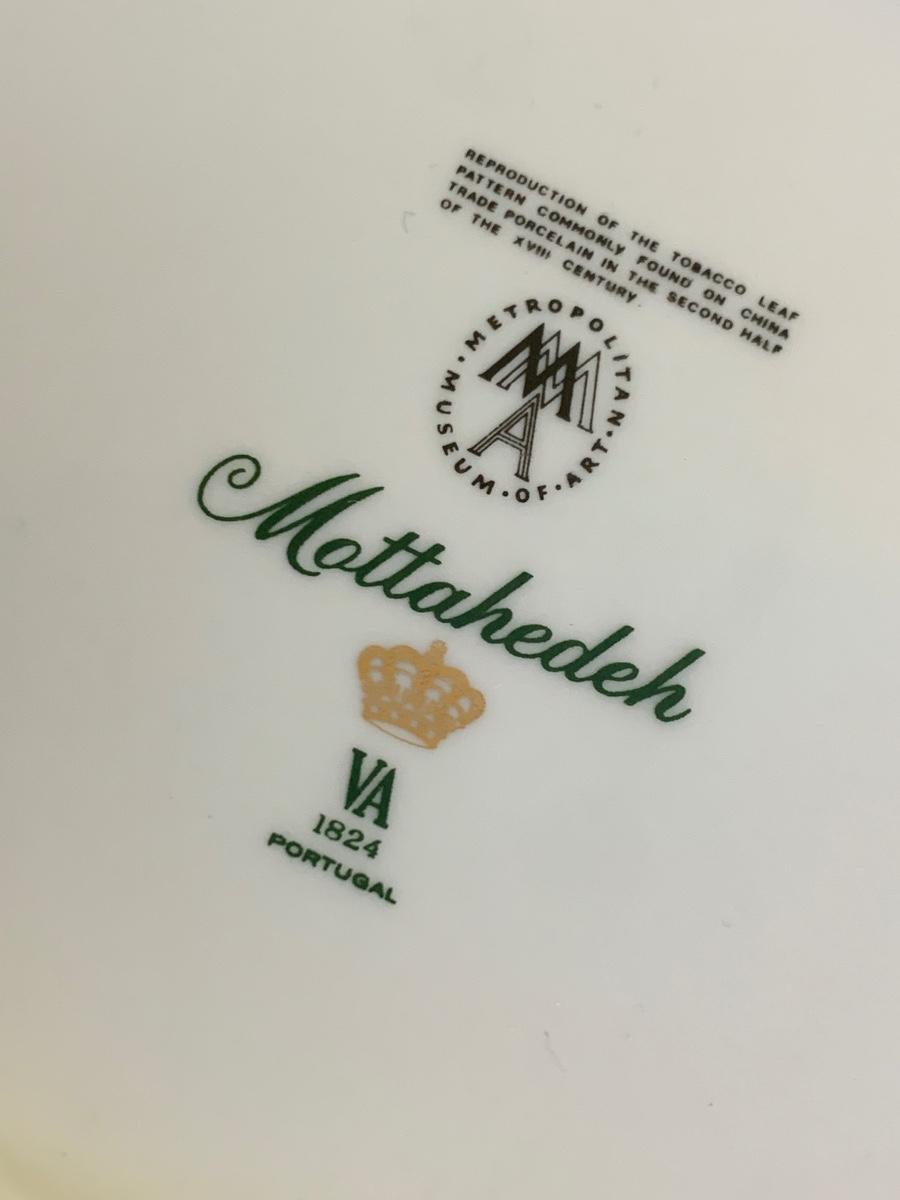 REPRODUCTION OF THE TOBACCO LEAF
PATTERN COMMONLY FOUND ON CHINA
TRADE PORCELAIN IN THE SECOND HALF
OF THE XVIII CENTURY.
METROPOLITAN
•MUSEUM•OF•ART•
MMA
Mottahedeh
VA
1824
PORTUGAL